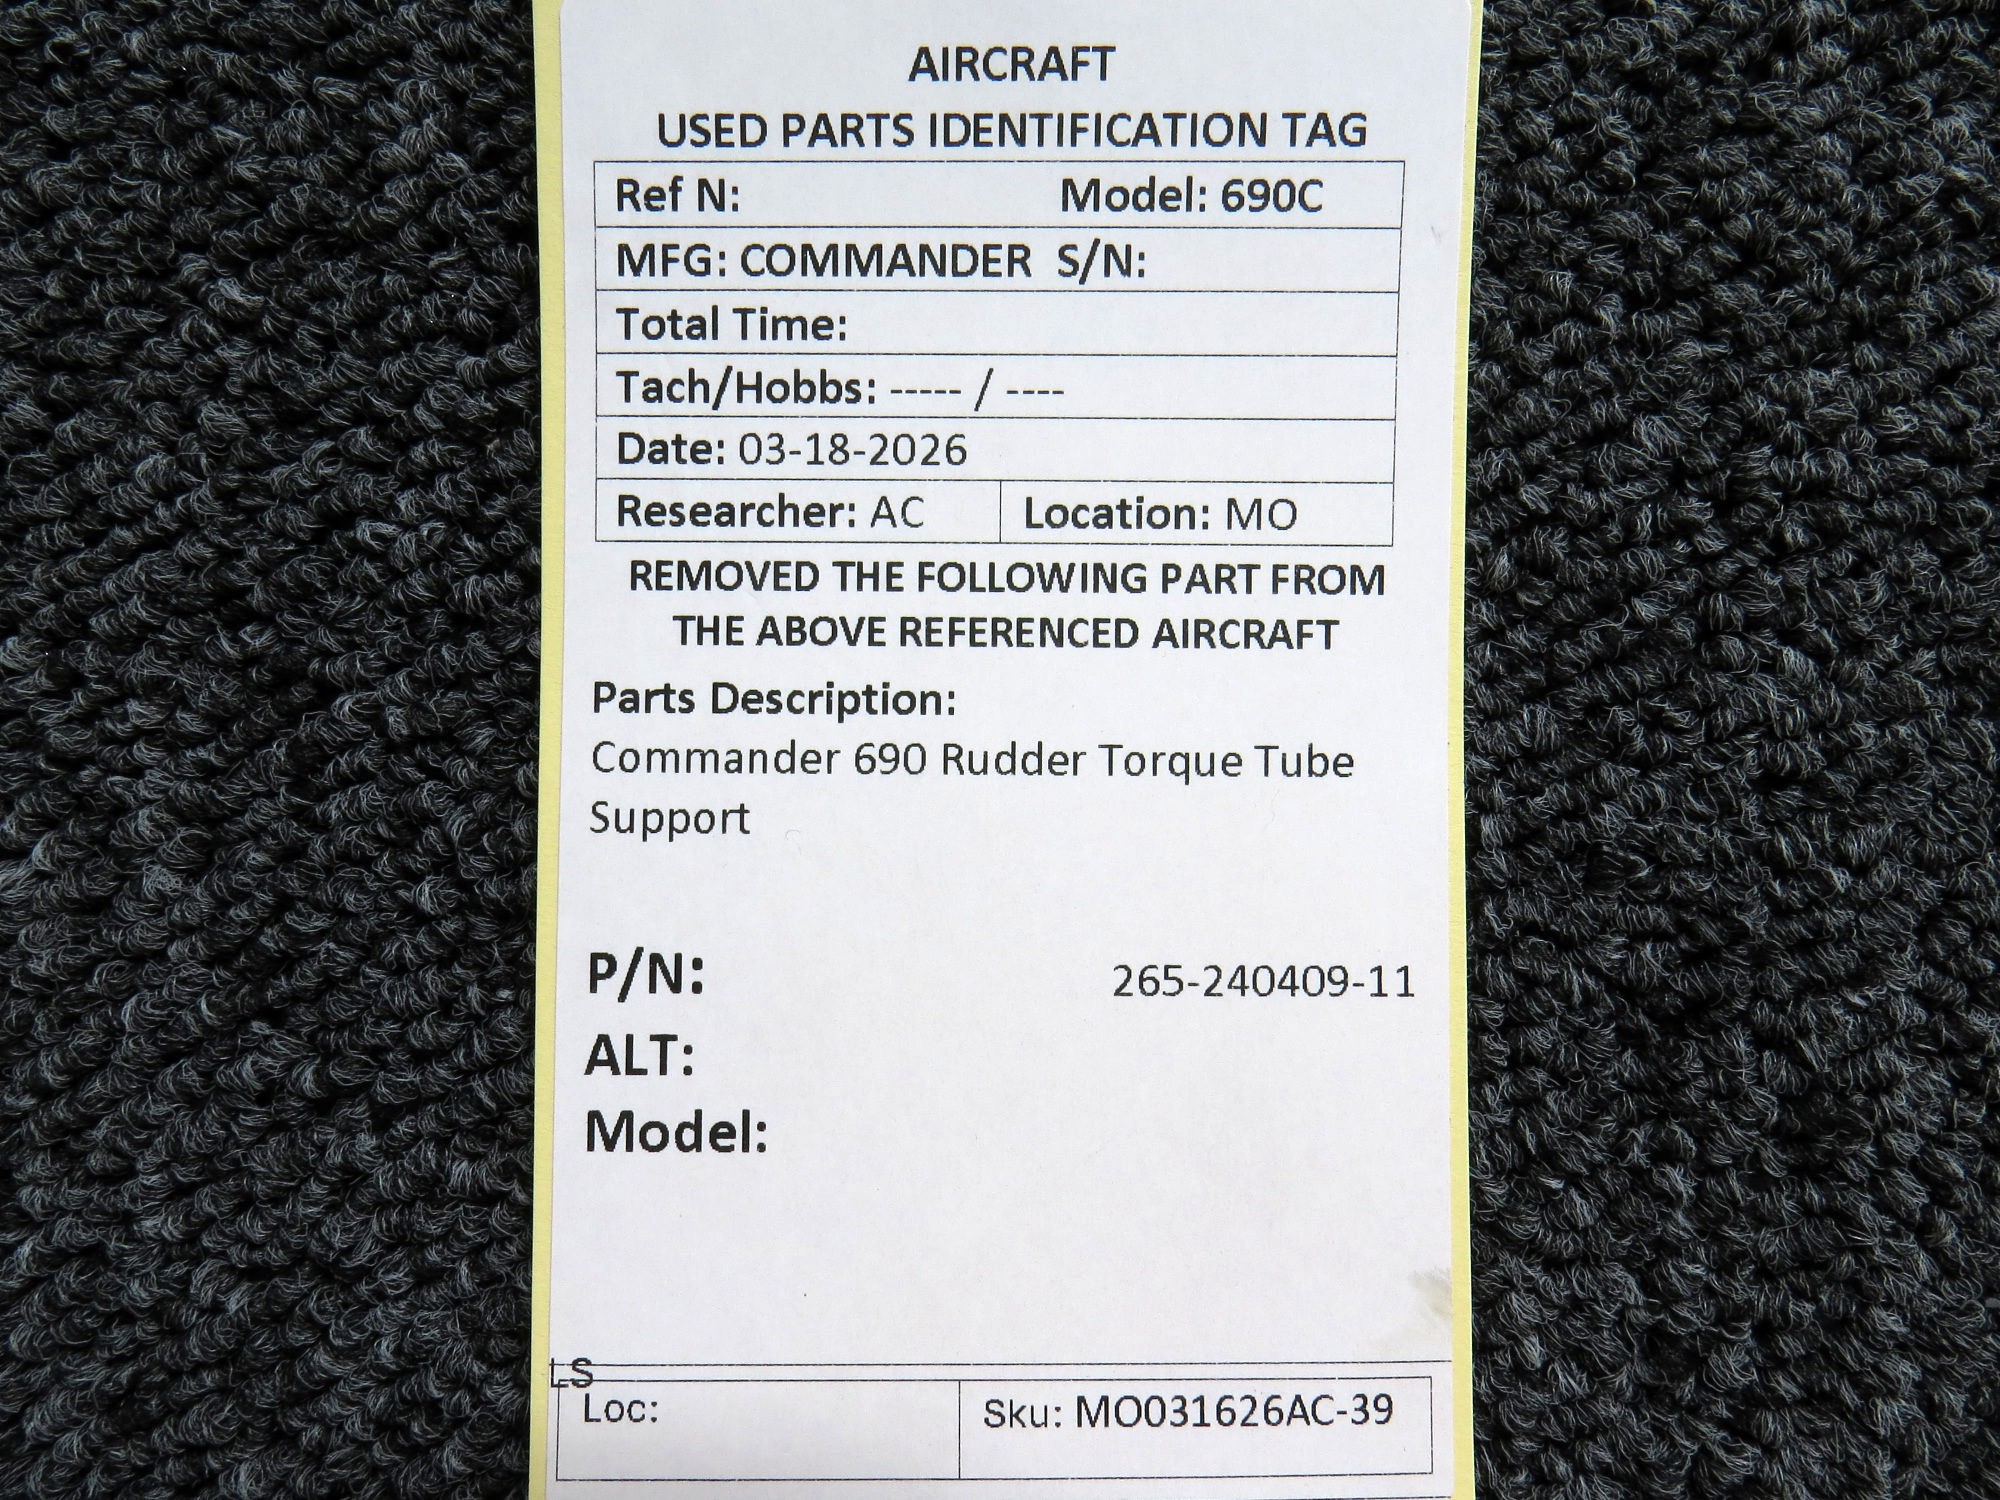 AIRCRAFT
USED PARTS IDENTIFICATION TAG
Ref N: Model: 690C
MFG: COMMANDER S/N:
Total Time:
Tach/Hobbs: ----- / ----
Date: 03-18-2026
Researcher: AC Location: MO
REMOVED THE FOLLOWING PART FROM
THE ABOVE REFERENCED AIRCRAFT
Parts Description:
Commander 690 Rudder Torque Tube
Support
P/N: 265-240409-11
ALT:
Model:
LS
Loc: Sku: MO031626AC-39